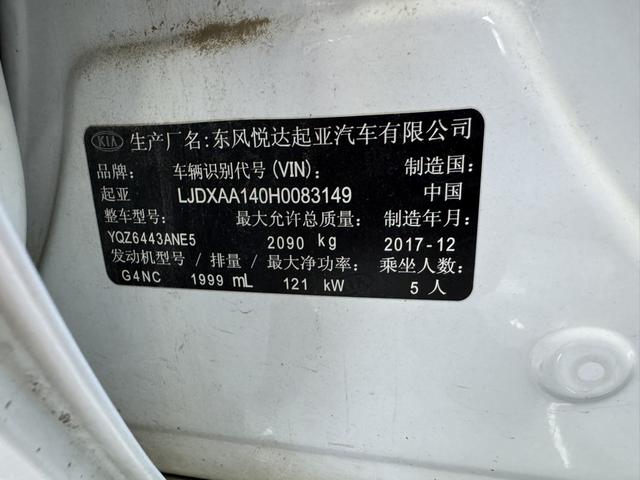 KIA 生产厂名:东风悦达起亚汽车有限公司
品牌: 车辆识别代号(VIN): 制造国:
起亚 LJDXAA140H0083149 中国
整车型号: 最大允许总质量: 制造年月:
YQZ6443ANE5 2090 kg 2017-12
发动机型号/排量/最大净功率: 乘坐人数:
G4NC 1999 mL 121 kW 5人